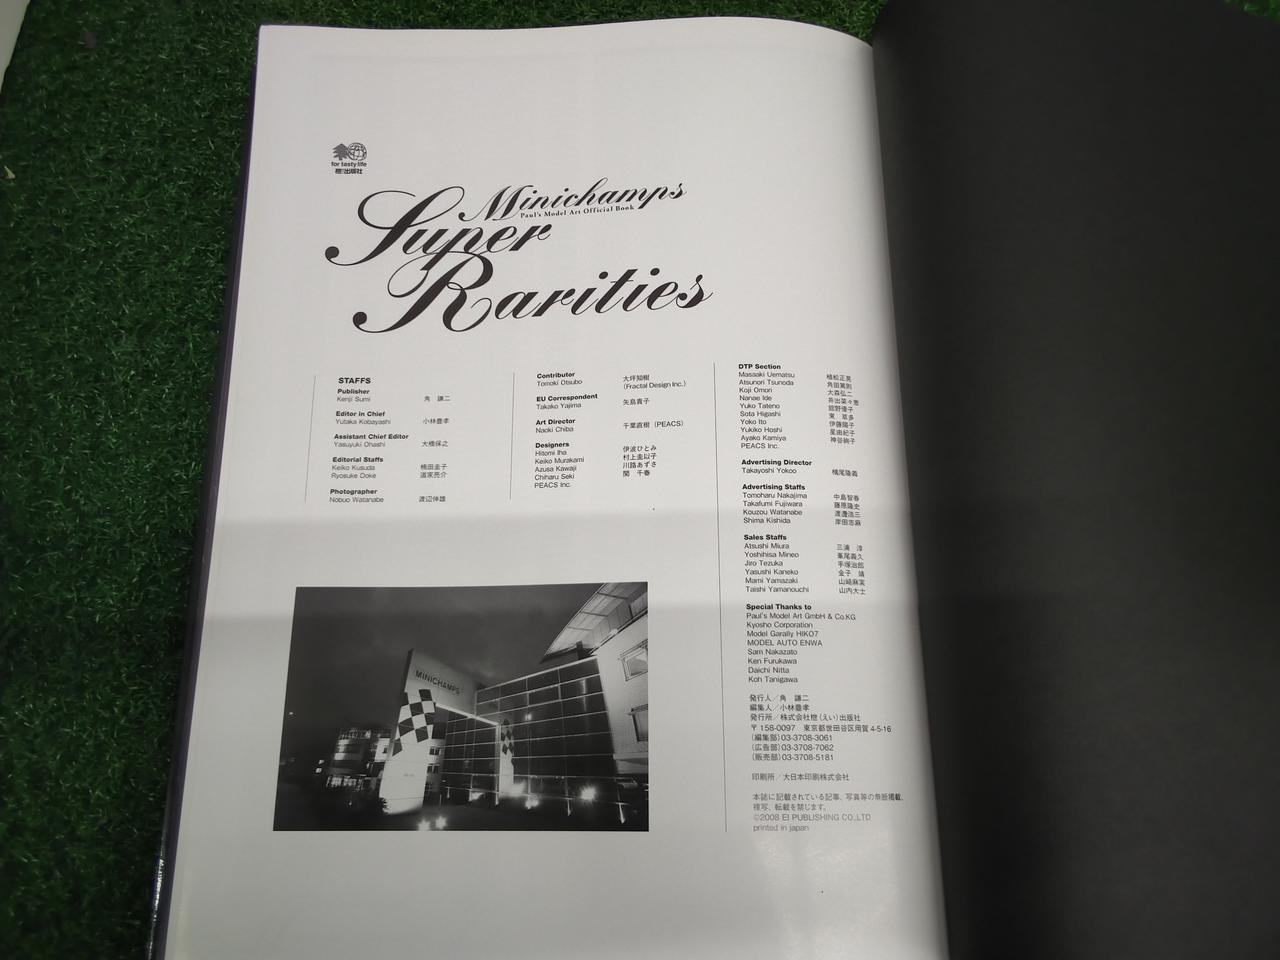 for tasty life
枻出版社
Minichamps
Paul's Model Art Official Book
Super
Rarities
STAFFS
Publisher
Kenji Sumi 角 謙二
Editor in Chief
Yutaka Kobayashi 小林豊孝
Assistant Chief Editor
Yasuyuki Ohashi 大橋保之
Editorial Staffs
Keiko Kusuda 楠田圭子
Ryosuke Doke 道家亮介
Photographer
Nobuo Watanabe 渡辺伸雄
Contributor
Tomoki Otsubo 大坪知樹
(Fractal Design Inc.)
EU Correspondent
Takako Yajima 矢島貴子
Art Director
Naoki Chiba 千葉直樹 (PEACS)
Designers
Hitomi Iha 伊波ひとみ
Keiko Murakami 村上圭以子
Azusa Kawaji 川路あずさ
Chiharu Seki 関 千春
PEACS Inc.
DTP Section
Masaaki Uematsu 植松正晃
Atsunori Tsunoda 角田篤則
Koji Omori 大森弘二
Nanae Ide 井出菜々恵
Yuko Tateno 舘野優子
Sota Higashi 東 草多
Yoko Ito 伊藤陽子
Yukiko Hoshi 星由紀子
Ayako Kamiya 神谷絢子
PEACS Inc.
Advertising Director
Takayoshi Yokoo 横尾隆義
Advertising Staffs
Tomoharu Nakajima 中島智春
Takafumi Fujiwara 藤原隆史
Kouzou Watanabe 渡邊浩三
Shima Kishida 岸田志麻
Sales Staffs
Atsushi Miura 三浦 淳
Yoshihisa Mineo 峯尾義久
Jiro Tezuka 手塚治郎
Yasushi Kaneko 金子 靖
Mami Yamazaki 山崎麻実
Taishi Yamanouchi 山内大士
Special Thanks to
Paul's Model Art GmbH & Co.KG
Kyosho Corporation
Model Garally HIKO7
MODEL AUTO ENWA
Sam Nakazato
Ken Furukawa
Daichi Nitta
Koh Tanigawa
発行人／角 謙二
編集人／小林豊孝
発行所／株式会社枻(えい)出版社
〒158-0097 東京都世田谷区用賀4-5-16
(編集部)03-3708-3061
(広告部)03-3708-7062
(販売部)03-3708-5181
印刷所／大日本印刷株式会社
本誌に記載されている記事、写真等の無断掲載、
複写、転載を禁じます。
©2008 EI PUBLISHING CO.,LTD
printed in japan
MINICHAMPS